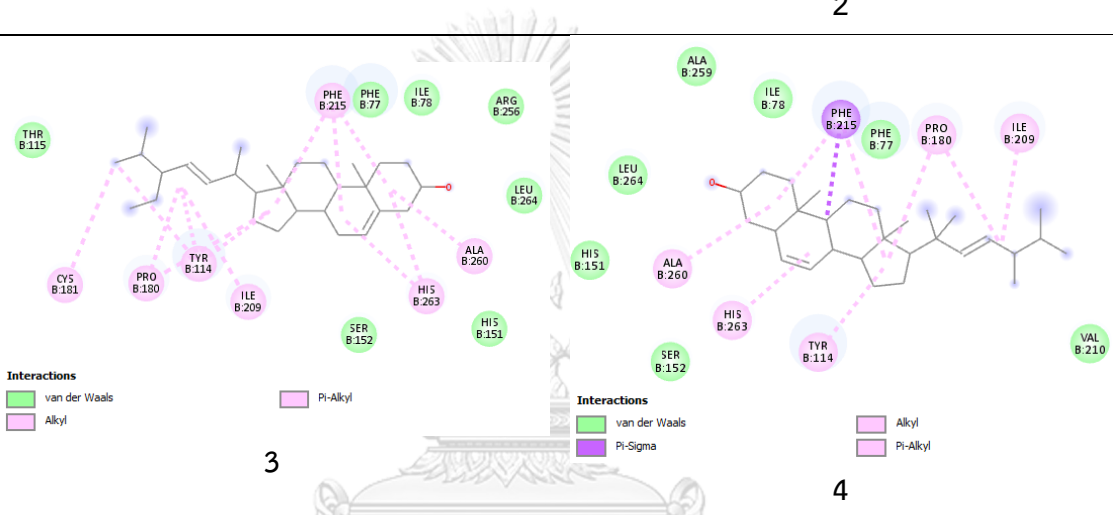 2
PHE
B:215
PHE
B:77
ILE
B:78
ARG
B:256
THR
B:115
LEU
B:264
O
CYS
B:181
PRO
B:180
TYR
B:114
ILE
B:209
ALA
B:260
HIS
B:263
SER
B:152
HIS
B:151
Interactions
van der Waals
Alkyl
Pi-Alkyl
3
ALA
B:259
ILE
B:78
PHE
B:215
PHE
B:77
PRO
B:180
ILE
B:209
LEU
B:264
O
HIS
B:151
ALA
B:260
HIS
B:263
TYR
B:114
SER
B:152
VAL
B:210
Interactions
van der Waals
Pi-Sigma
Alkyl
Pi-Alkyl
4